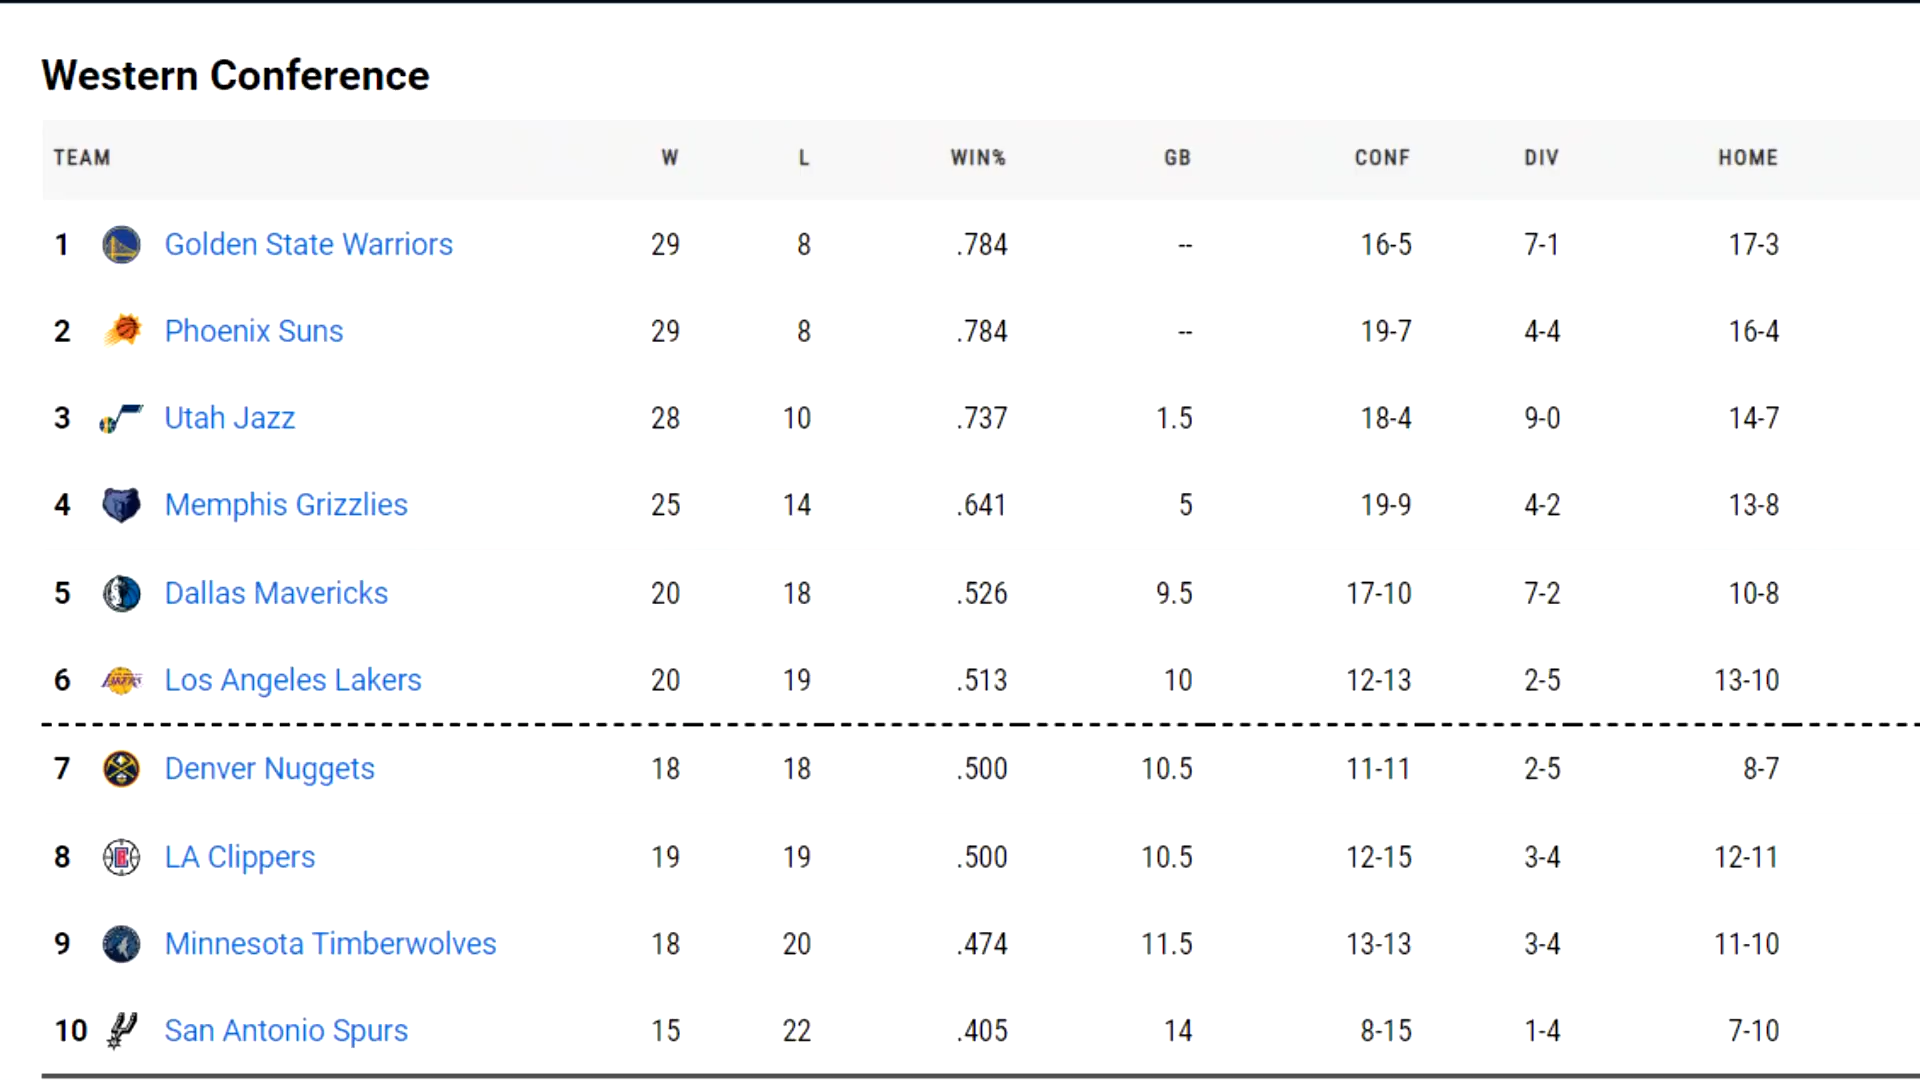 Western Conference
TEAM W L WIN% GB CONF DIV HOME
1 Golden State Warriors 29 8 .784 -- 16-5 7-1 17-3
2 Phoenix Suns 29 8 .784 -- 19-7 4-4 16-4
3 Utah Jazz 28 10 .737 1.5 18-4 9-0 14-7
4 Memphis Grizzlies 25 14 .641 5 19-9 4-2 13-8
5 Dallas Mavericks 20 18 .526 9.5 17-10 7-2 10-8
6 Los Angeles Lakers 20 19 .513 10 12-13 2-5 13-10
7 Denver Nuggets 18 18 .500 10.5 11-11 2-5 8-7
8 LA Clippers 19 19 .500 10.5 12-15 3-4 12-11
9 Minnesota Timberwolves 18 20 .474 11.5 13-13 3-4 11-10
10 San Antonio Spurs 15 22 .405 14 8-15 1-4 7-10